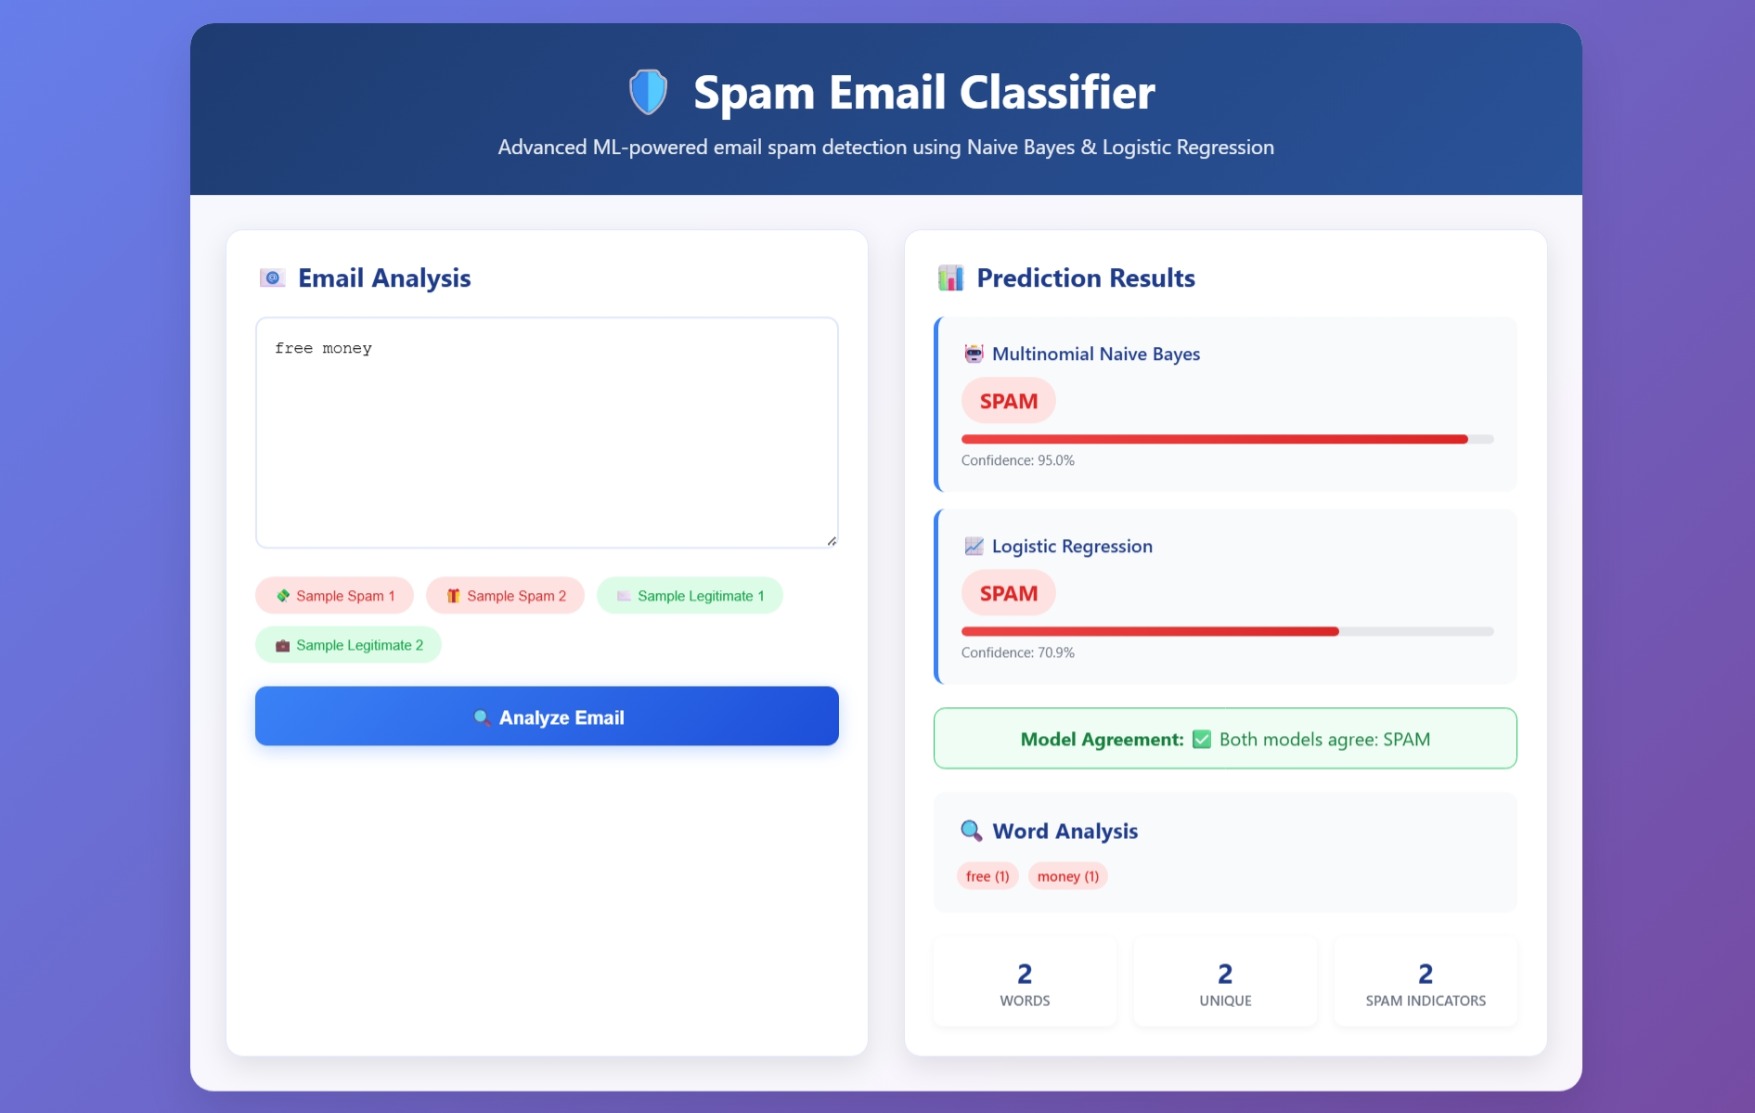 Spam Email Classifier
Advanced ML-powered email spam detection using Naive Bayes & Logistic Regression
Email Analysis
free money
Sample Spam 1
Sample Spam 2
Sample Legitimate 1
Sample Legitimate 2
Analyze Email
Prediction Results
Multinomial Naive Bayes
SPAM
Confidence: 95.0%
Logistic Regression
SPAM
Confidence: 70.9%
Model Agreement: ✅ Both models agree: SPAM
Word Analysis
free (1)
money (1)
2
WORDS
2
UNIQUE
2
SPAM INDICATORS